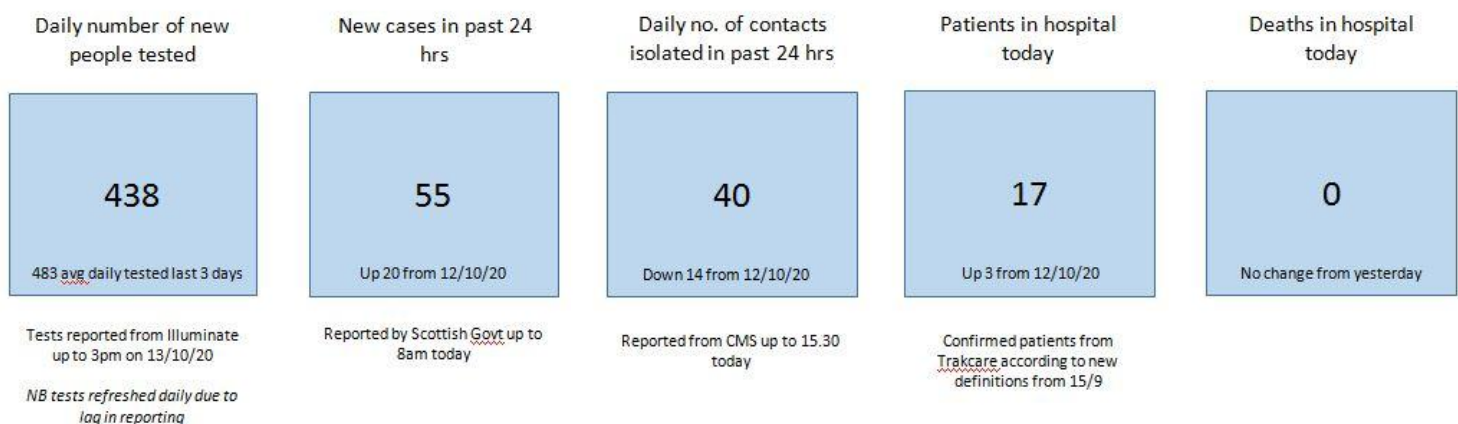 Daily number of new
people tested
438
483 avg daily tested last 3 days
Tests reported from Illuminate
up to 3pm on 13/10/20
NB tests refreshed daily due to
lag in reporting
New cases in past 24
hrs
55
Up 20 from 12/10/20
Reported by Scottish Govt up to
8am today
Daily no. of contacts
isolated in past 24 hrs
40
Down 14 from 12/10/20
Reported from CMS up to 15.30
today
Patients in hospital
today
17
Up 3 from 12/10/20
Confirmed patients from
Trakcare according to new
definitions from 15/9
Deaths in hospital
today
0
No change from yesterday